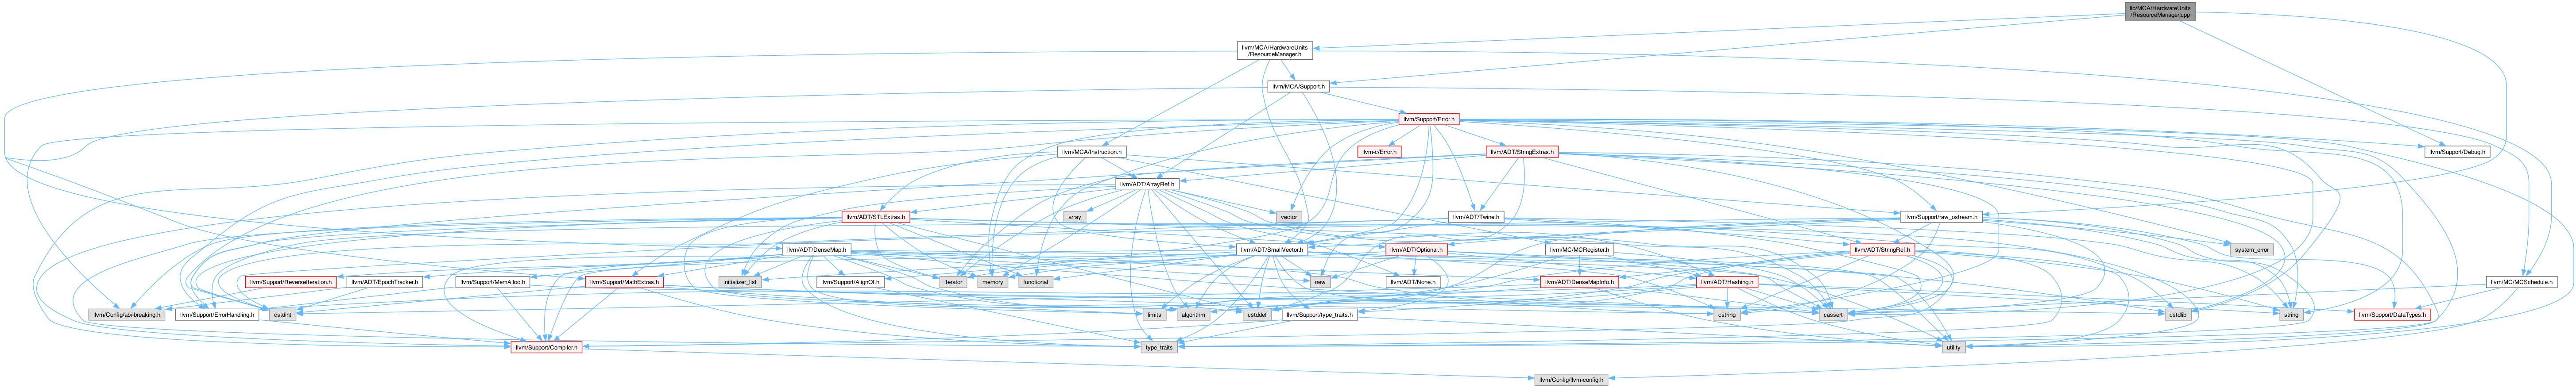 lib/MCA/HardwareUnits
/ResourceManager.cpp
llvm/MCA/HardwareUnits
/ResourceManager.h
llvm/MCA/Support.h
llvm/Support/Error.h
llvm/MCA/Instruction.h
llvm-c/Error.h
llvm/ADT/StringExtras.h
llvm/Support/Debug.h
llvm/ADT/ArrayRef.h
llvm/ADT/STLExtras.h
array
vector
llvm/ADT/Twine.h
llvm/Support/raw_ostream.h
llvm/ADT/DenseMap.h
llvm/ADT/SmallVector.h
llvm/ADT/Optional.h
llvm/MC/MCRegister.h
llvm/ADT/StringRef.h
system_error
llvm/Support/ReverseIteration.h
llvm/ADT/EpochTracker.h
llvm/Support/MemAlloc.h
llvm/Support/MathExtras.h
initializer_list
llvm/Support/AlignOf.h
iterator
memory
functional
new
llvm/ADT/None.h
llvm/ADT/DenseMapInfo.h
llvm/ADT/Hashing.h
llvm/MC/MCSchedule.h
llvm/Config/abi-breaking.h
llvm/Support/ErrorHandling.h
cstdint
limits
algorithm
cstddef
llvm/Support/type_traits.h
cstring
cassert
cstdlib
string
llvm/Support/DataTypes.h
llvm/Support/Compiler.h
type_traits
utility
llvm/Config/llvm-config.h